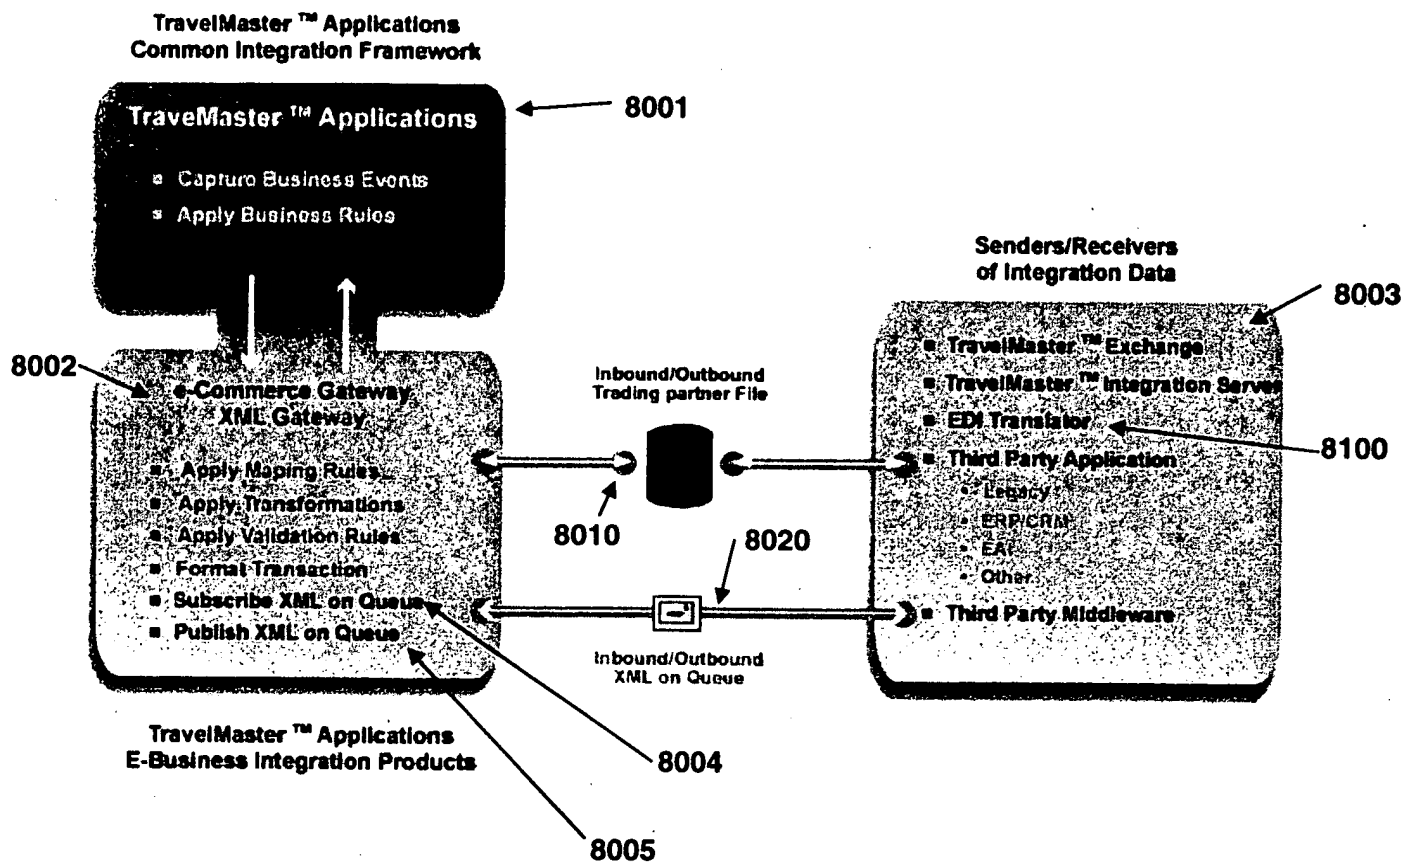 TravelMaster ™ Applications
Common Integration Framework
TraveMaster ™ Applications
Capture Business Events
Apply Business Rules
8001
8002
e-Commerce Gateway
XML Gateway
Apply Maping Rules
Apply Transformations
Apply Validation Rules
Format Transaction
Subscribe XML on Queue
Publish XML on Queue
TravelMaster ™ Applications
E-Business Integration Products
Inbound/Outbound
Trading partner File
8010
8020
Inbound/Outbound
XML on Queue
8004
8005
Senders/Receivers
of Integration Data
8003
TravelMaster ™ Exchange
TravelMaster ™ Integration Server
EDI Translator
8100
Third Party Application
Legacy
ERP/CRM
EAI
Other
Third Party Middleware